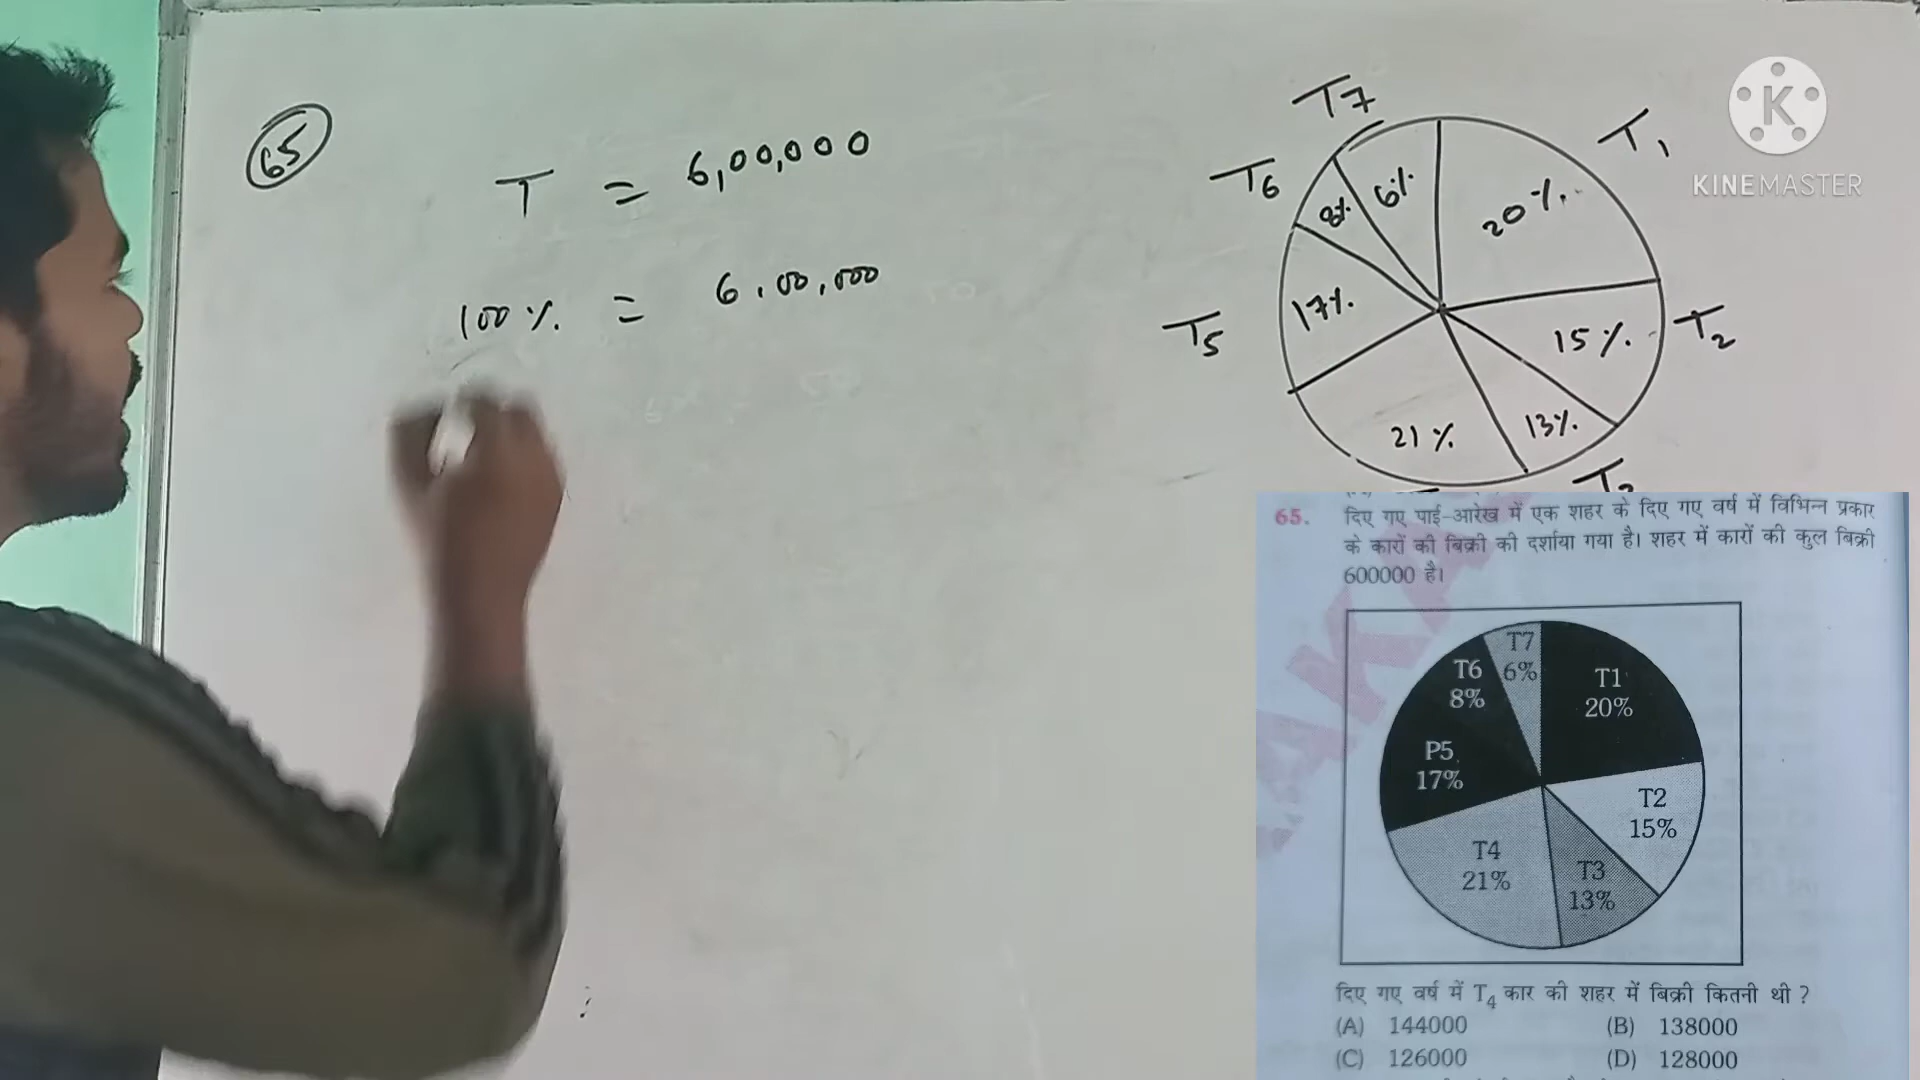 65
T = 6,00,000
100% = 6,00,000
T7
T1
T6
6%
8%
20%
17%
T5
15%
T2
21%
13%
KINEMASTER
65. दिए गए पाई-आरेख में एक शहर के दिए गए वर्ष में विभिन्न प्रकार
के कारों की बिक्री की दर्शाया गया है। शहर में कारों की कुल बिक्री
600000 है।
T7
6%
T6
8%
T1
20%
P5
17%
T2
15%
T4
21%
T3
13%
दिए गए वर्ष में T4 कार की शहर में बिक्री कितनी थी ?
(A) 144000 (B) 138000
(C) 126000 (D) 128000